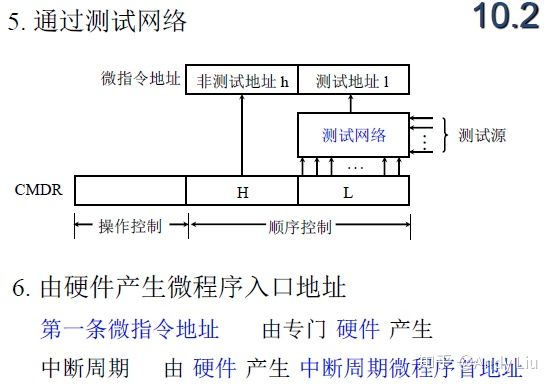 10.2
5. 通过测试网络
微指令地址 非测试地址 h 测试地址 l
测试网络 测试源
…
CMDR H L
操作控制 顺序控制
6. 由硬件产生微程序入口地址
第一条微指令地址 由专门 硬件 产生
中断周期 由 硬件 产生 中断周期微程序首地址